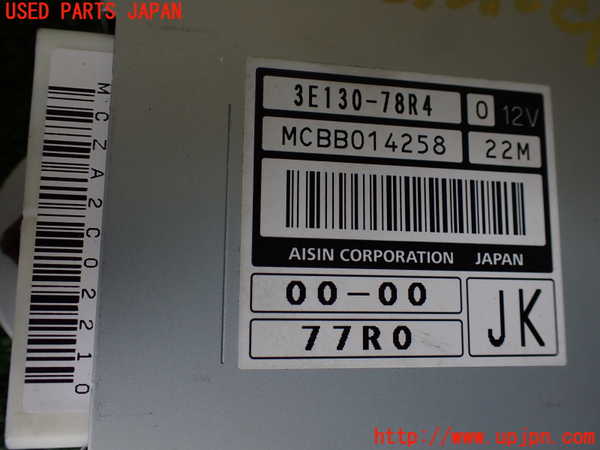 USED PARTS JAPAN
3E130-78R4
0 12V
MCBB014258
22M
AISIN CORPORATION JAPAN
00-00
77R0
JK
MCZA2C02210
http://www.upjpn.com/